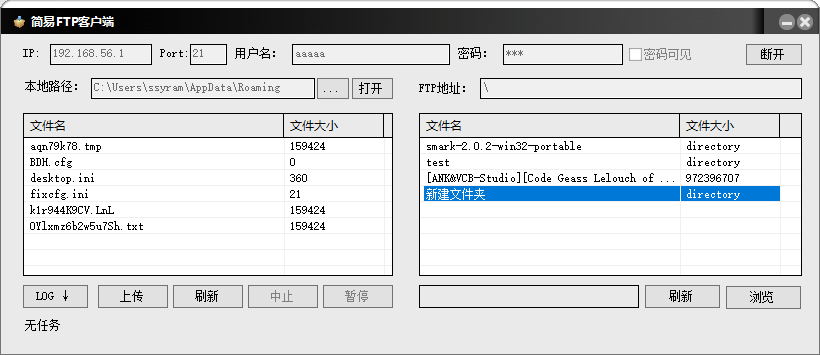 简易FTP客户端
IP: 192.168.56.1 Port: 21 用户名: aaaaa 密码: *** 密码可见 断开
本地路径: C:\Users\ssyram\AppData\Roaming ... 打开 FTP地址: \
文件名 文件大小 文件名 文件大小
aqn79k78.tmp 159424 smark-2.0.2-win32-portable directory
BDH.cfg 0 test directory
desktop.ini 360 [ANK&VCB-Studio][Code Geass Lelouch of ... 972396707
fixcfg.ini 21 新建文件夹 directory
k1r944K9CV.LnL 159424
OYlxmz6b2w5u7Sh.txt 159424
LOG ↓ 上传 刷新 中止 暂停 刷新 浏览
无任务